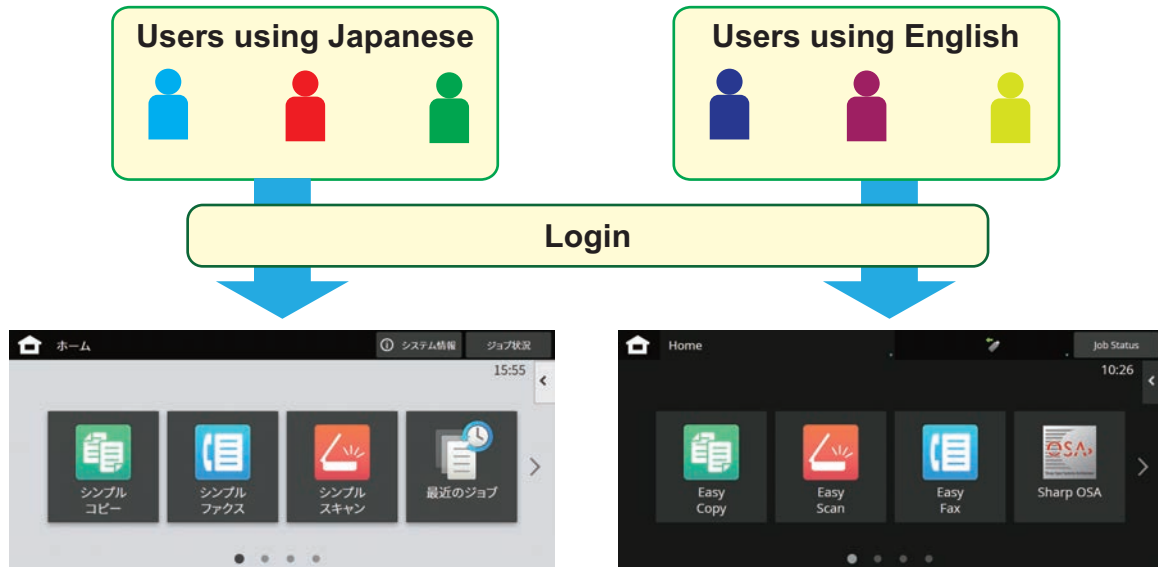 Users using Japanese
Users using English
Login
ホーム
システム情報
ジョブ状況
15:55
シンプル
コピー
シンプル
ファクス
シンプル
スキャン
最近のジョブ
Home
Job Status
10:26
Easy
Copy
Easy
Scan
Easy
Fax
OSA
Sharp OSA